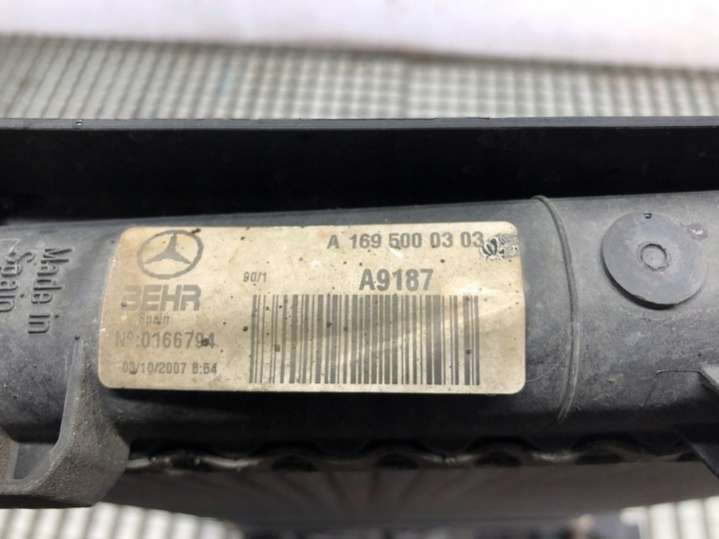 Made in
Spain
A 169 500 03 03
BEHR
90/1
A9187
Spain
Nº:0166794
03/10/2007 8:54